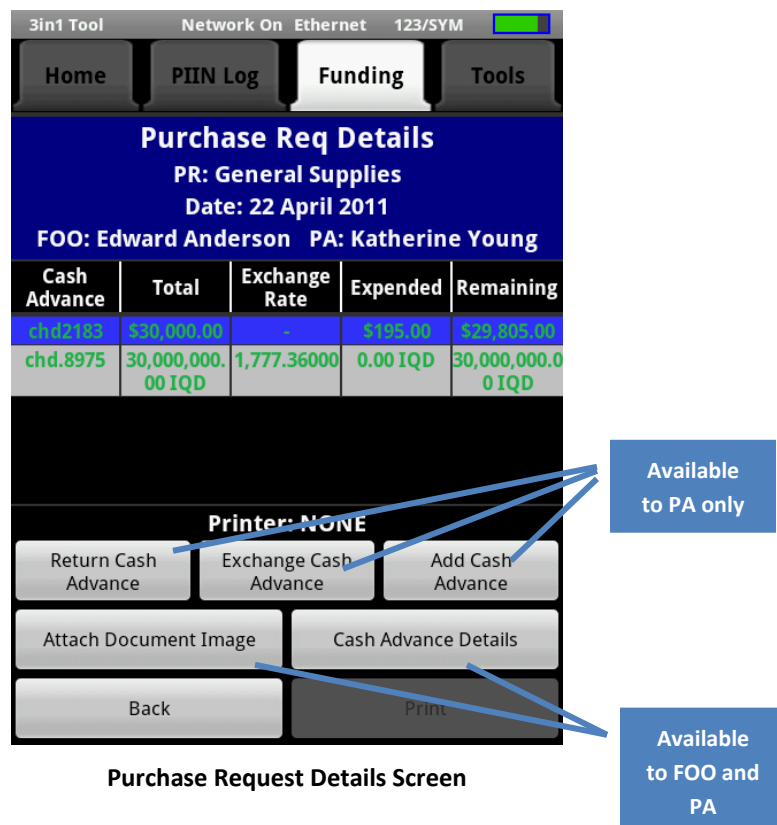 3in1 Tool Network On Ethernet 123/SYM
Home PIIN Log Funding Tools
Purchase Req Details
PR: General Supplies
Date: 22 April 2011
FOO: Edward Anderson PA: Katherine Young
Cash Advance Total Exchange Rate Expended Remaining
chd2183 $30,000.00 - $195.00 $29,805.00
chd.8975 30,000,000.00 IQD 1,777.36000 0.00 IQD 30,000,000.00 IQD
Available
to PA only
Printer: NONE
Return Cash Advance Exchange Cash Advance Add Cash Advance
Attach Document Image Cash Advance Details
Back Print
Available
to FOO and
PA
Purchase Request Details Screen